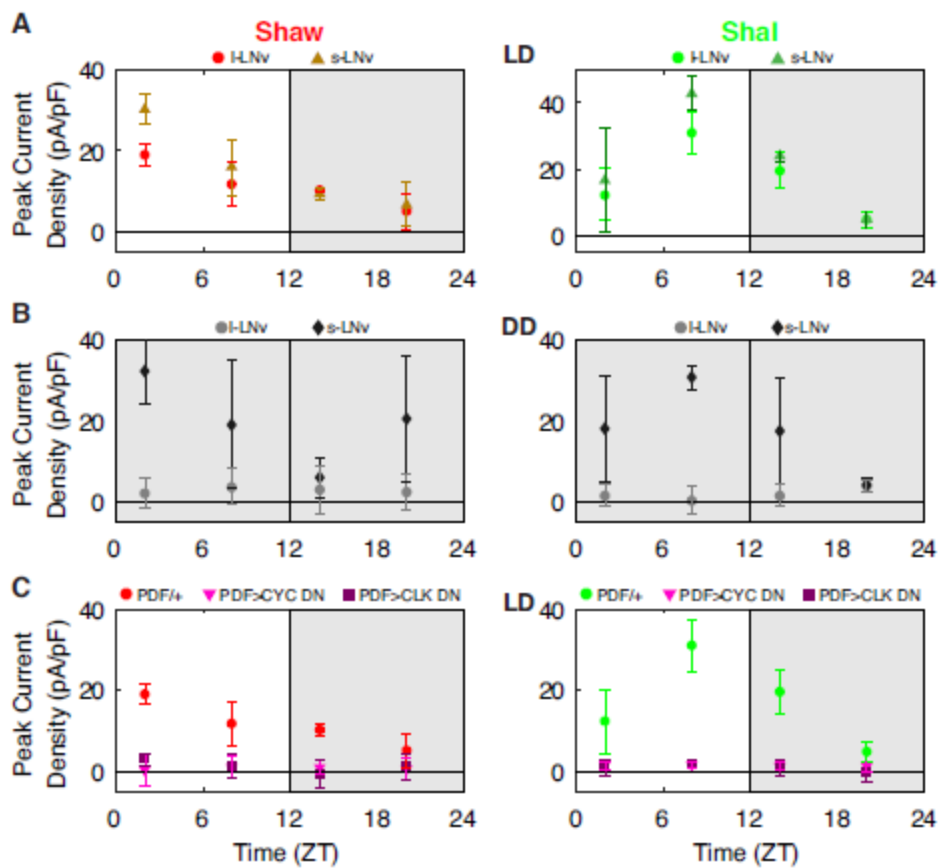 A
Shaw
Shal
l-LNv s-LNv
LD
l-LNv s-LNv
Peak Current
Density (pA/pF)
40
20
0
0 6 12 18 24
40
20
0
0 6 12 18 24
B
l-LNv s-LNv
DD
l-LNv s-LNv
Peak Current
Density (pA/pF)
40
20
0
0 6 12 18 24
40
20
0
0 6 12 18 24
C
PDF/+ PDF>CYC DN PDF>CLK DN
LD
PDF/+ PDF>CYC DN PDF>CLK DN
Peak Current
Density (pA/pF)
40
20
0
0 6 12 18 24
40
20
0
0 6 12 18 24
Time (ZT)
Time (ZT)